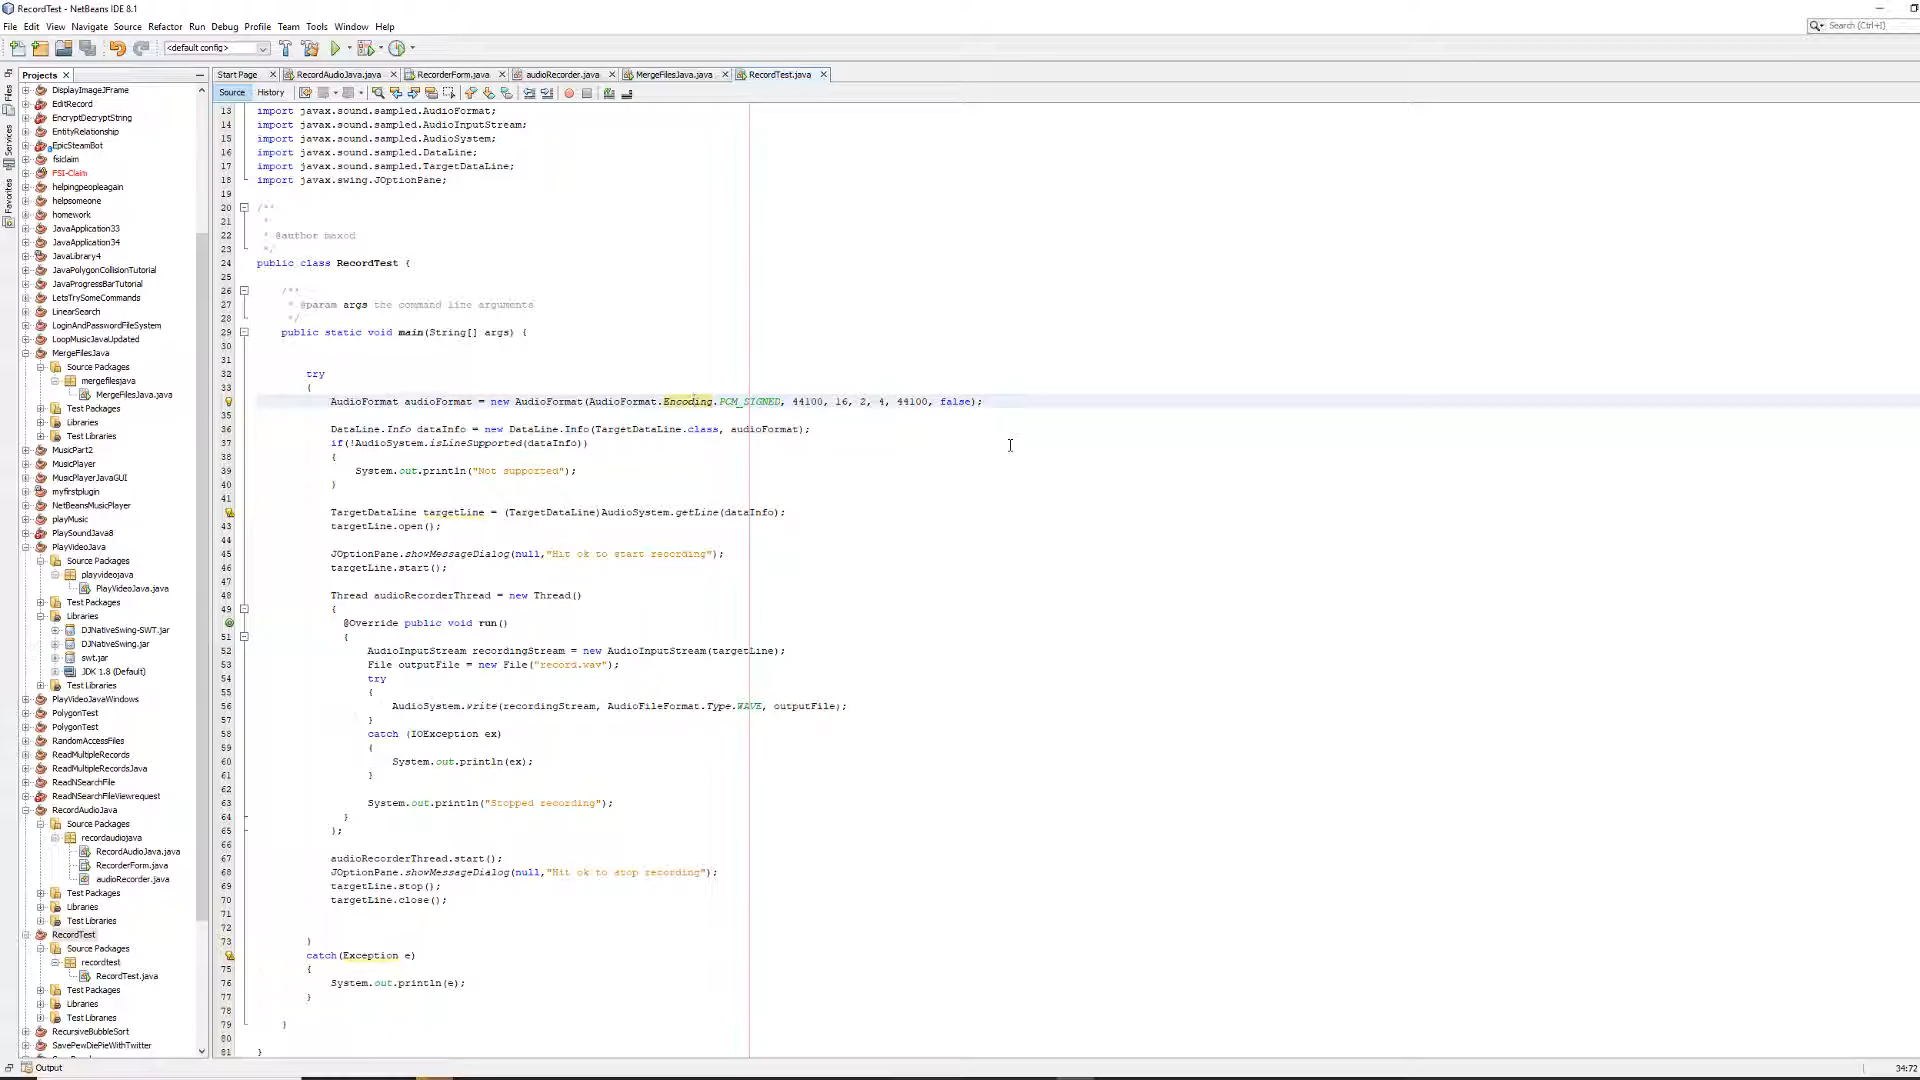 RecordTest - NetBeans IDE 8.1
File Edit View Navigate Source Refactor Run Debug Profile Team Tools Window Help
Search (Ctrl+I)
<default config>
Projects
Start Page RecordAudioJava.java RecorderForm.java audioRecorder.java MergeFilesJava.java RecordTest.java
Source History
Files
Services
Favorites
DisplayImageJFrame
EditRecord
EncryptDecryptString
EntityRelationship
EpicSteamBot
fsiclaim
FSI-Claim
helpingpeopleagain
helpsomeone
homework
JavaApplication33
JavaApplication34
JavaLibrary4
JavaPolygonCollisionTutorial
JavaProgressBarTutorial
LetsTrySomeCommands
LinearSearch
LoginAndPasswordFileSystem
LoopMusicJavaUpdated
MergeFilesJava
Source Packages
mergefilesjava
MergeFilesJava.java
Test Packages
Libraries
Test Libraries
MusicPart2
MusicPlayer
MusicPlayerJavaGUI
myfirstplugin
NetBeansMusicPlayer
playMusic
PlaySoundJava8
PlayVideoJava
Source Packages
playvideojava
PlayVideoJava.java
Test Packages
Libraries
DJNativeSwing-SWT.jar
DJNativeSwing.jar
swt.jar
JDK 1.8 (Default)
Test Libraries
PlayVideoJavaWindows
PolygonTest
PolygonTest
RandomAccessFiles
ReadMultipleRecords
ReadMultipleRecordsJava
ReadNSearchFile
ReadNSearchFileViewrequest
RecordAudioJava
Source Packages
recordaudiojava
RecordAudioJava.java
RecorderForm.java
audioRecorder.java
Test Packages
Libraries
Test Libraries
RecordTest
Source Packages
recordtest
RecordTest.java
Test Packages
Libraries
Test Libraries
RecursiveBubbleSort
SavePewDiePieWithTwitter
13 import javax.sound.sampled.AudioFormat;
14 import javax.sound.sampled.AudioInputStream;
15 import javax.sound.sampled.AudioSystem;
16 import javax.sound.sampled.DataLine;
17 import javax.sound.sampled.TargetDataLine;
18 import javax.swing.JOptionPane;
19
20 /**
21 *
22 * @author maxod
23 */
24 public class RecordTest {
25
26 /**
27 * @param args the command line arguments
28 */
29 public static void main(String[] args) {
30
31
32 try
33 {
AudioFormat audioFormat = new AudioFormat(AudioFormat.Encoding.PCM_SIGNED, 44100, 16, 2, 4, 44100, false);
35
36 DataLine.Info dataInfo = new DataLine.Info(TargetDataLine.class, audioFormat);
37 if(!AudioSystem.isLineSupported(dataInfo))
38 {
39 System.out.println("Not supported");
40 }
41
TargetDataLine targetLine = (TargetDataLine)AudioSystem.getLine(dataInfo);
43 targetLine.open();
44
45 JOptionPane.showMessageDialog(null,"Hit ok to start recording");
46 targetLine.start();
47
48 Thread audioRecorderThread = new Thread()
49 {
@Override public void run()
51 {
52 AudioInputStream recordingStream = new AudioInputStream(targetLine);
53 File outputFile = new File("record.wav");
54 try
55 {
56 AudioSystem.write(recordingStream, AudioFileFormat.Type.WAVE, outputFile);
57 }
58 catch (IOException ex)
59 {
60 System.out.println(ex);
61 }
62
63 System.out.println("Stopped recording");
64 }
65 };
66
67 audioRecorderThread.start();
68 JOptionPane.showMessageDialog(null,"Hit ok to stop recording");
69 targetLine.stop();
70 targetLine.close();
71
72
73 }
catch(Exception e)
75 {
76 System.out.println(e);
77 }
78
79 }
80
81 }
Output
34:72